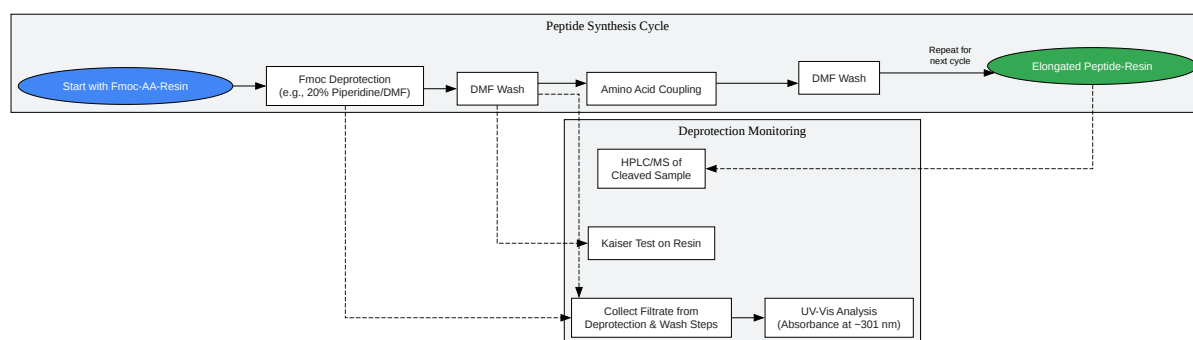 Peptide Synthesis Cycle
Start with Fmoc-AA-Resin
Fmoc Deprotection
(e.g., 20% Piperidine/DMF)
DMF Wash
Amino Acid Coupling
DMF Wash
Repeat for
next cycle
Elongated Peptide-Resin
Deprotection Monitoring
HPLC/MS of
Cleaved Sample
Kaiser Test on Resin
Collect Filtrate from
Deprotection & Wash Steps
UV-Vis Analysis
(Absorbance at ~301 nm)